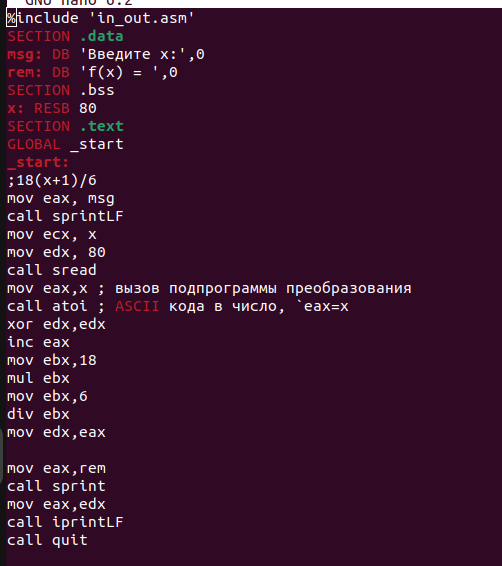 GNU nano 6.2
%include 'in_out.asm'
SECTION .data
msg: DB 'Введите x:',0
rem: DB 'f(x) = ',0
SECTION .bss
x: RESB 80
SECTION .text
GLOBAL _start
_start:
;18(x+1)/6
mov eax, msg
call sprintLF
mov ecx, x
mov edx, 80
call sread
mov eax,x ; вызов подпрограммы преобразования
call atoi ; ASCII кода в число, `eax=x
xor edx,edx
inc eax
mov ebx,18
mul ebx
mov ebx,6
div ebx
mov edx,eax
mov eax,rem
call sprint
mov eax,edx
call iprintLF
call quit